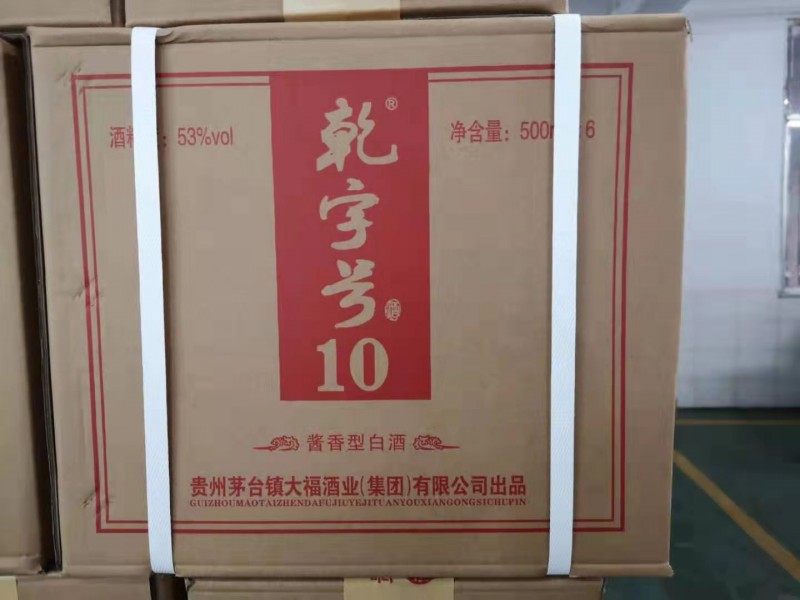 酒精 53%vol
净含量：500m 6
乾字号®
10
酱香型白酒
贵州茅台镇大福酒业(集团)有限公司出品
GUIZHOUMAOTAIZHENDAFUJIUYEJITUANYOUXIANGONGSICHUPIN